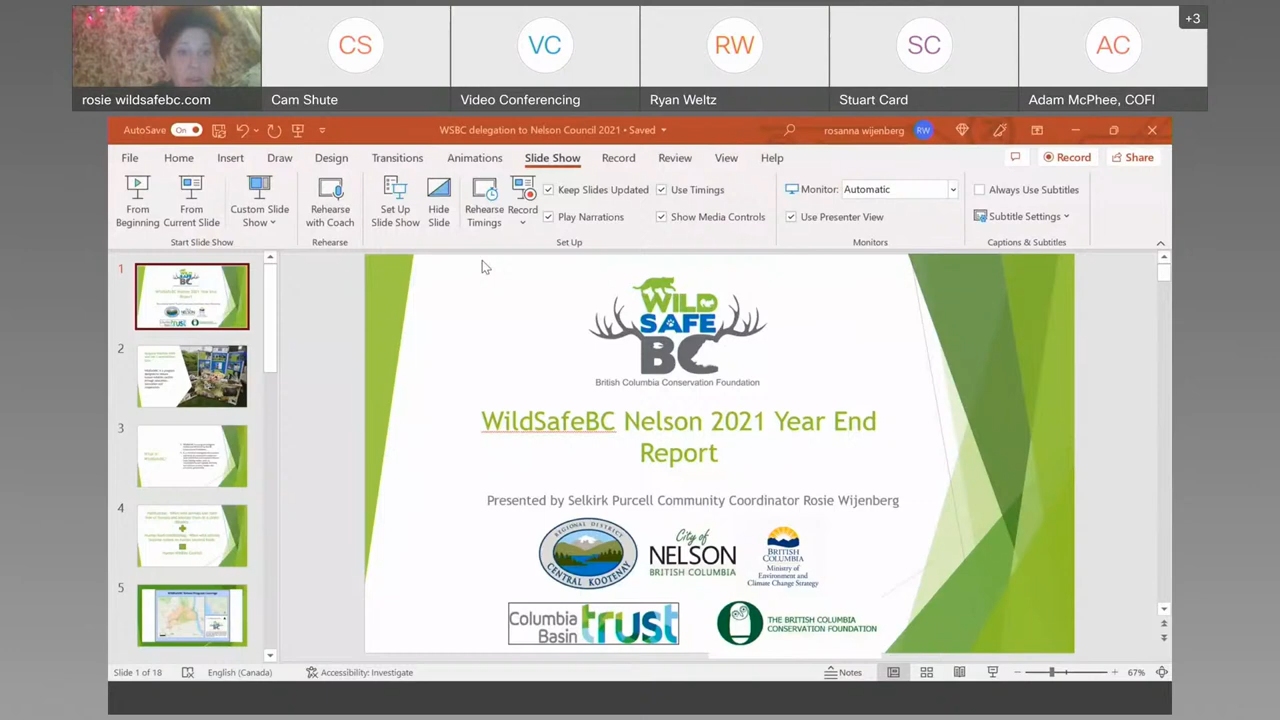 +3
CS
VC
RW
SC
AC
rosie wildsafebc.com
Cam Shute
Video Conferencing
Ryan Weltz
Stuart Card
Adam McPhee, COFI
AutoSave On
WSBC delegation to Nelson Council 2021 • Saved
rosanna wijenberg RW
File Home Insert Draw Design Transitions Animations Slide Show Record Review View Help
Record
Share
From Beginning
From Current Slide
Custom Slide Show
Rehearse with Coach
Set Up Slide Show
Hide Slide
Rehearse Timings
Record
Keep Slides Updated
Use Timings
Play Narrations
Show Media Controls
Monitor: Automatic
Use Presenter View
Always Use Subtitles
Subtitle Settings
Start Slide Show
Rehearse
Set Up
Monitors
Captions & Subtitles
1
2
3
4
5
WILD
SAFE
BC
British Columbia Conservation Foundation
WildSafeBC Nelson 2021 Year End
Report
Presented by Selkirk Purcell Community Coordinator Rosie Wijenberg
REGIONAL DISTRICT
CENTRAL KOOTENAY
City of
NELSON
BRITISH COLUMBIA
BRITISH
COLUMBIA
Ministry of
Environment and
Climate Change Strategy
Columbia
Basin trust
THE BRITISH COLUMBIA
CONSERVATION FOUNDATION
Slide 1 of 18
English (Canada)
Accessibility: Investigate
Notes
67%